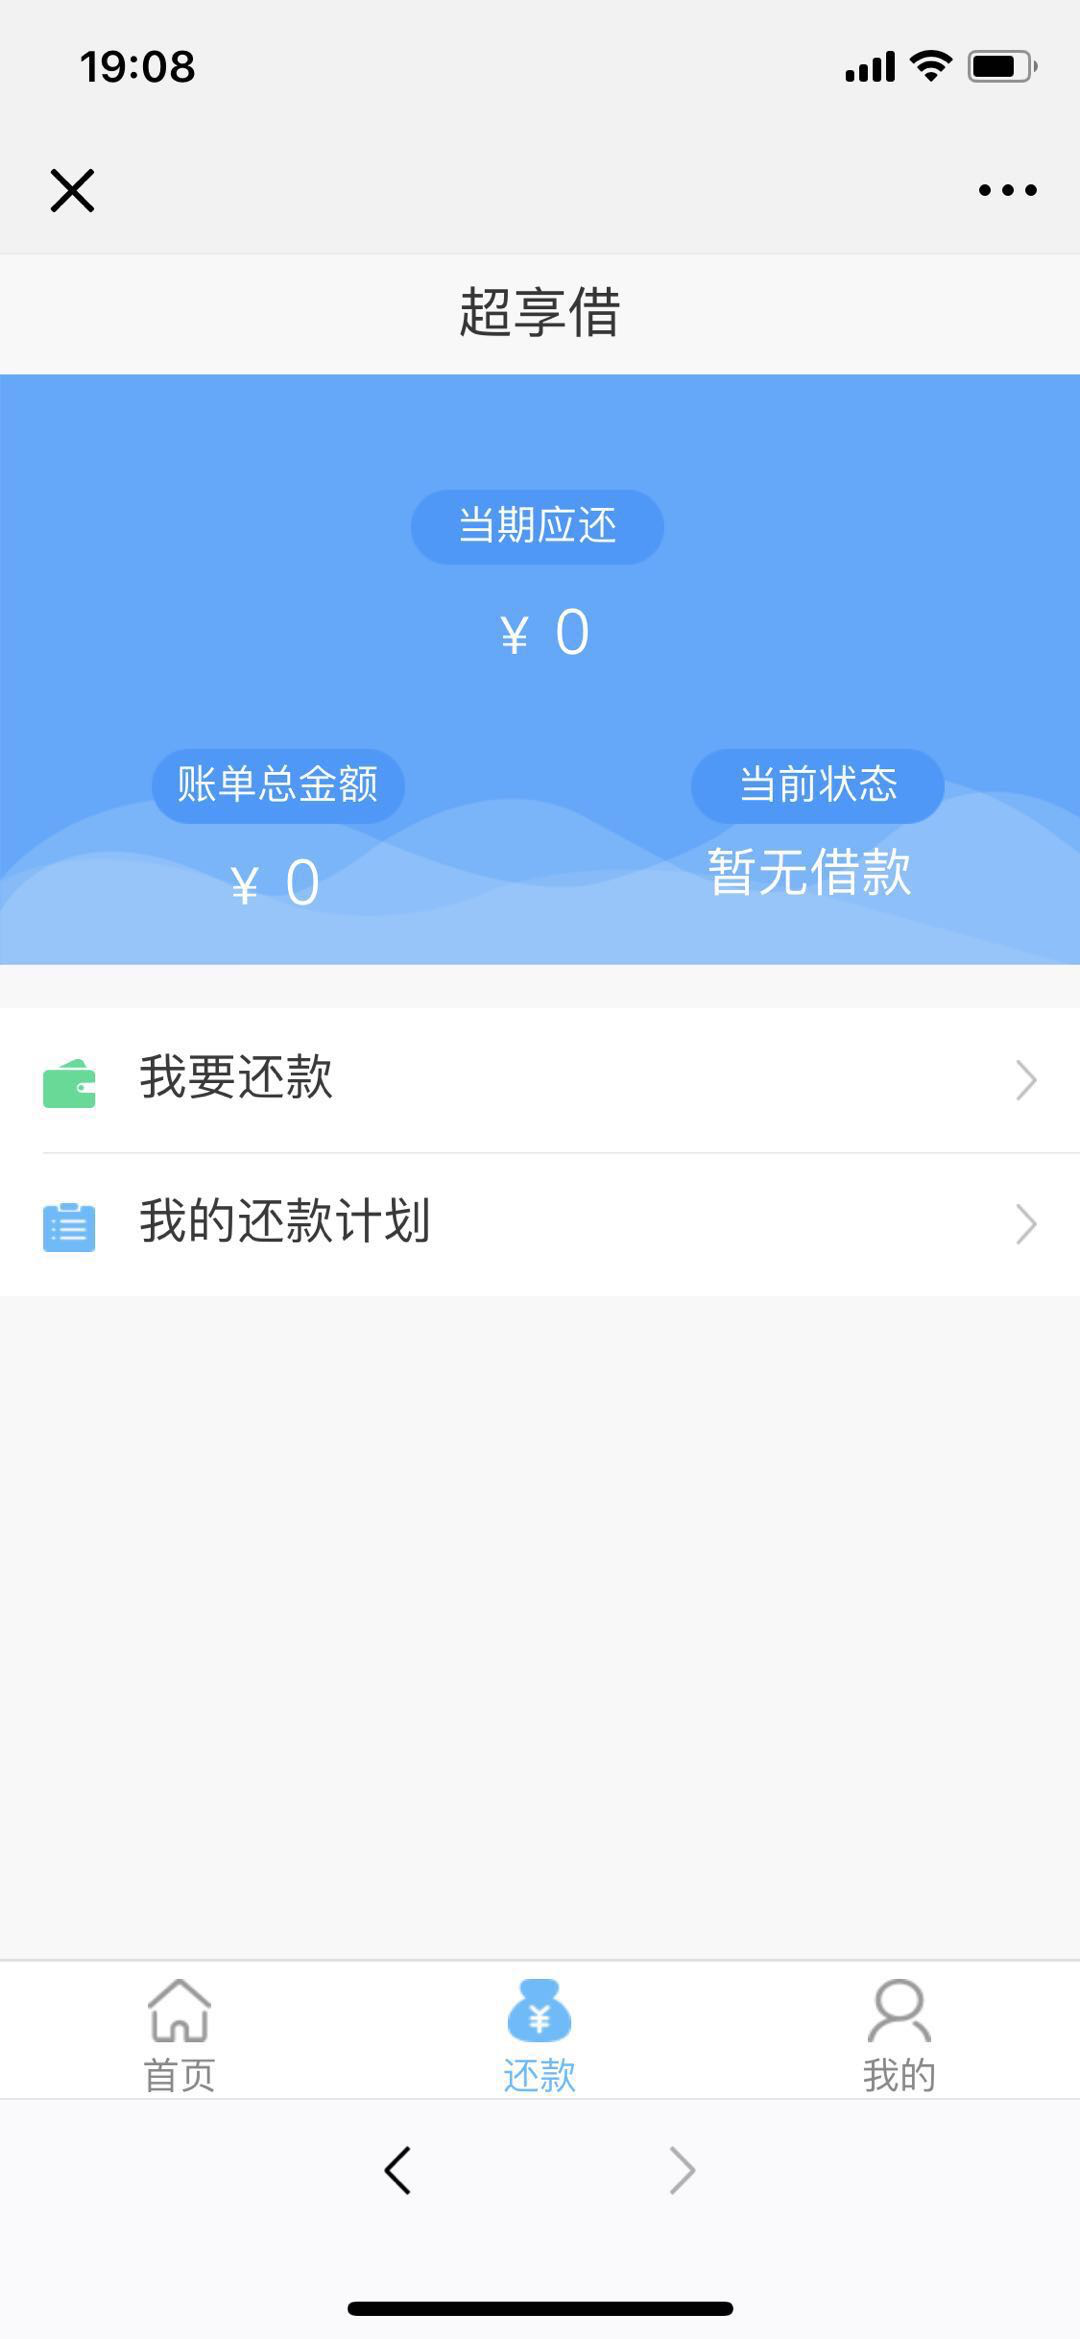 19:08
超享借
当期应还
¥ 0
账单总金额
当前状态
¥ 0
暂无借款
我要还款
我的还款计划
首页
还款
我的